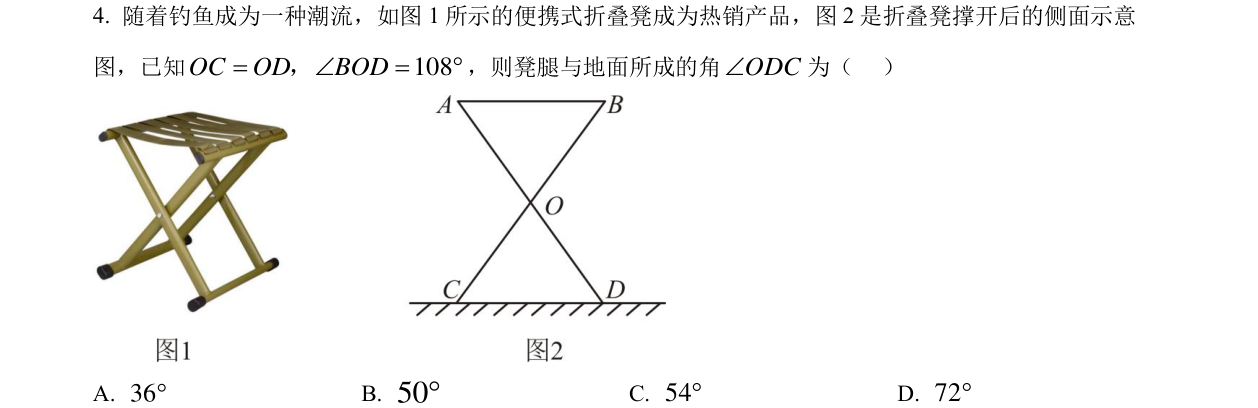 4. 随着钓鱼成为一种潮流，如图 1 所示的便携式折叠凳成为热销产品，图 2 是折叠凳撑开后的侧面示意
图，已知OC = OD，∠BOD = 108°，则凳腿与地面所成的角∠ODC 为（　）
A B
O
C D
图1 图2
A. 36° B. 50° C. 54° D. 72°